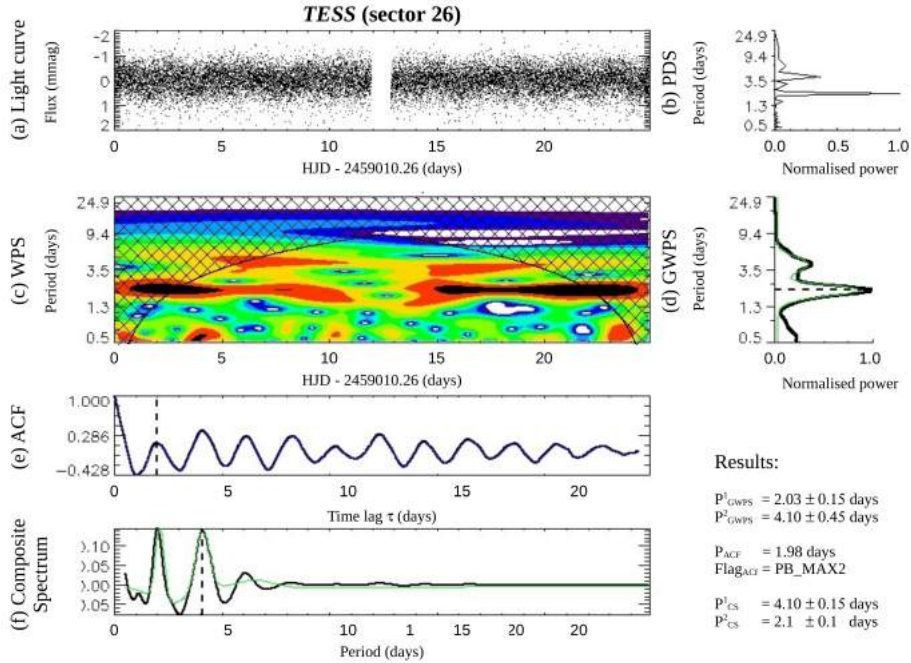 TESS (sector 26)
(a) Light curve
Flux (mmag)
-2
-1
0
1
2
0 5 10 15 20
HJD - 2459010.26 (days)
(b) PDS
Period (days)
24.9
9.4
3.5
1.3
0.5
0.0 0.2 0.4 0.6 0.8 1.0
Normalised power
(c) WPS
Period (days)
24.9
9.4
3.5
1.3
0.5
0 5 10 15 20
HJD - 2459010.26 (days)
(d) GWPS
Period (days)
24.9
9.4
3.5
1.3
0.5
0.0 1.0
Normalised power
(e) ACF
1.000
0.286
-0.428
0 5 10 15 20
Time lag τ (days)
(f) Composite Spectrum
).10
).05
).00
).05
0 5 10 1 15 20 20
Period (days)
Results:
P¹GWPS = 2.03 ± 0.15 days
P²GWPS = 4.10 ± 0.45 days
PACF = 1.98 days
FlagACf = PB_MAX2
P¹CS = 4.10 ± 0.15 days
P²CS = 2.1 ± 0.1 days